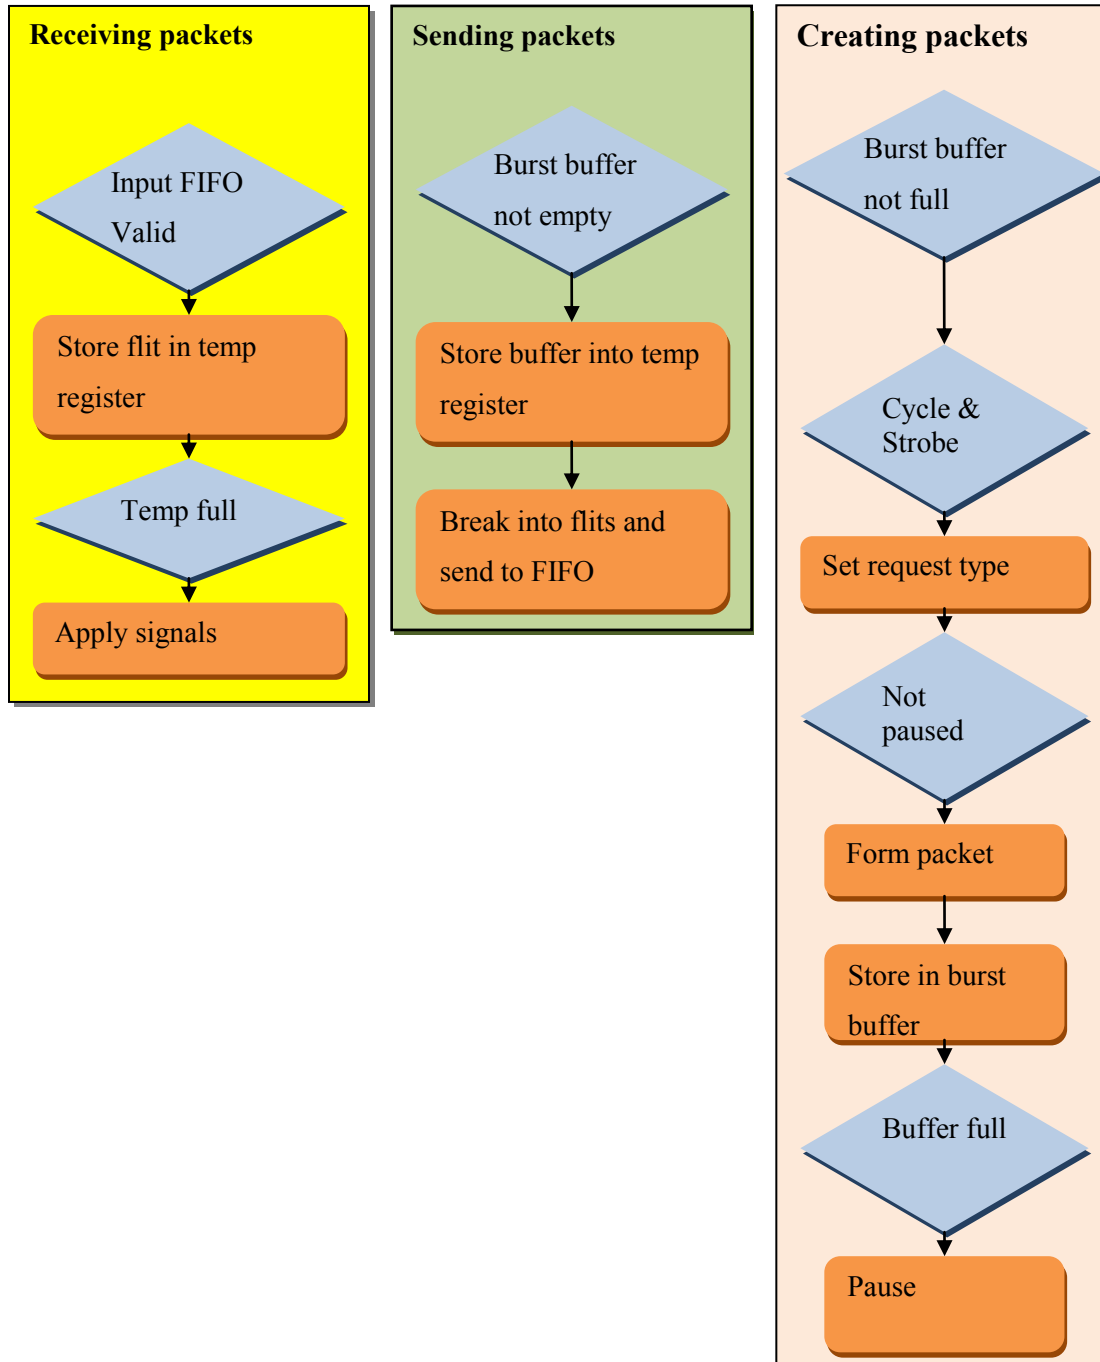 Receiving packets
Input FIFO
Valid
Store flit in temp
register
Temp full
Apply signals
Sending packets
Burst buffer
not empty
Store buffer into temp
register
Break into flits and
send to FIFO
Creating packets
Burst buffer
not full
Cycle &
Strobe
Set request type
Not
paused
Form packet
Store in burst
buffer
Buffer full
Pause